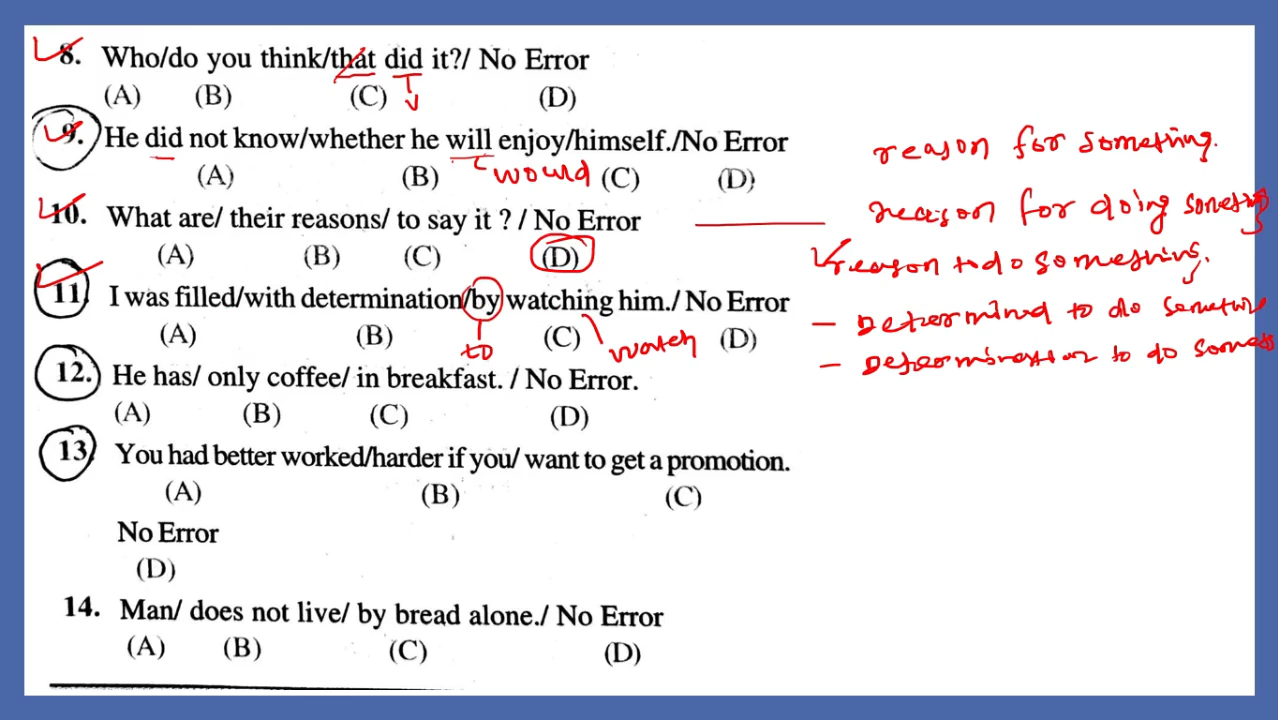 8. Who/do you think/that did it?/ No Error
(A) (B) (C) (D)
9. He did not know/whether he will enjoy/himself./No Error
(A) (B) would (C) (D)
reason for something.
10. What are/ their reasons/ to say it ? / No Error
(A) (B) (C) (D)
reason for doing something
reason to do something.
11. I was filled/with determination/by watching him./ No Error
(A) (B) to (C) watch (D)
- Determined to do
- Determination to do
12. He has/ only coffee/ in breakfast. / No Error.
(A) (B) (C) (D)
13. You had better worked/harder if you/ want to get a promotion.
(A) (B) (C)
No Error
(D)
14. Man/ does not live/ by bread alone./ No Error
(A) (B) (C) (D)